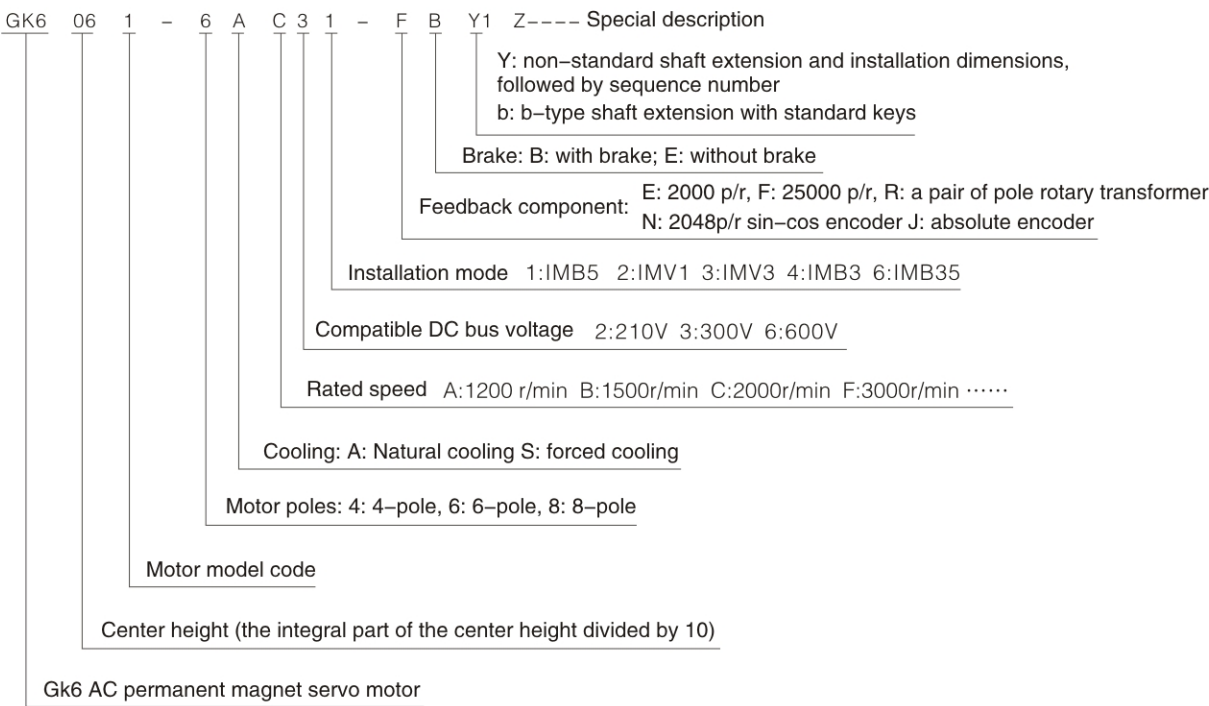 GK6 06 1 – 6 A C 3 1 – F B Y1 Z---- Special description
Y: non–standard shaft extension and installation dimensions,
followed by sequence number
b: b–type shaft extension with standard keys
Brake: B: with brake; E: without brake
Feedback component: E: 2000 p/r, F: 25000 p/r, R: a pair of pole rotary transformer
N: 2048p/r sin–cos encoder J: absolute encoder
Installation mode 1:IMB5 2:IMV1 3:IMV3 4:IMB3 6:IMB35
Compatible DC bus voltage 2:210V 3:300V 6:600V
Rated speed A:1200 r/min B:1500r/min C:2000r/min F:3000r/min ······
Cooling: A: Natural cooling S: forced cooling
Motor poles: 4: 4–pole, 6: 6–pole, 8: 8–pole
Motor model code
Center height (the integral part of the center height divided by 10)
Gk6 AC permanent magnet servo motor